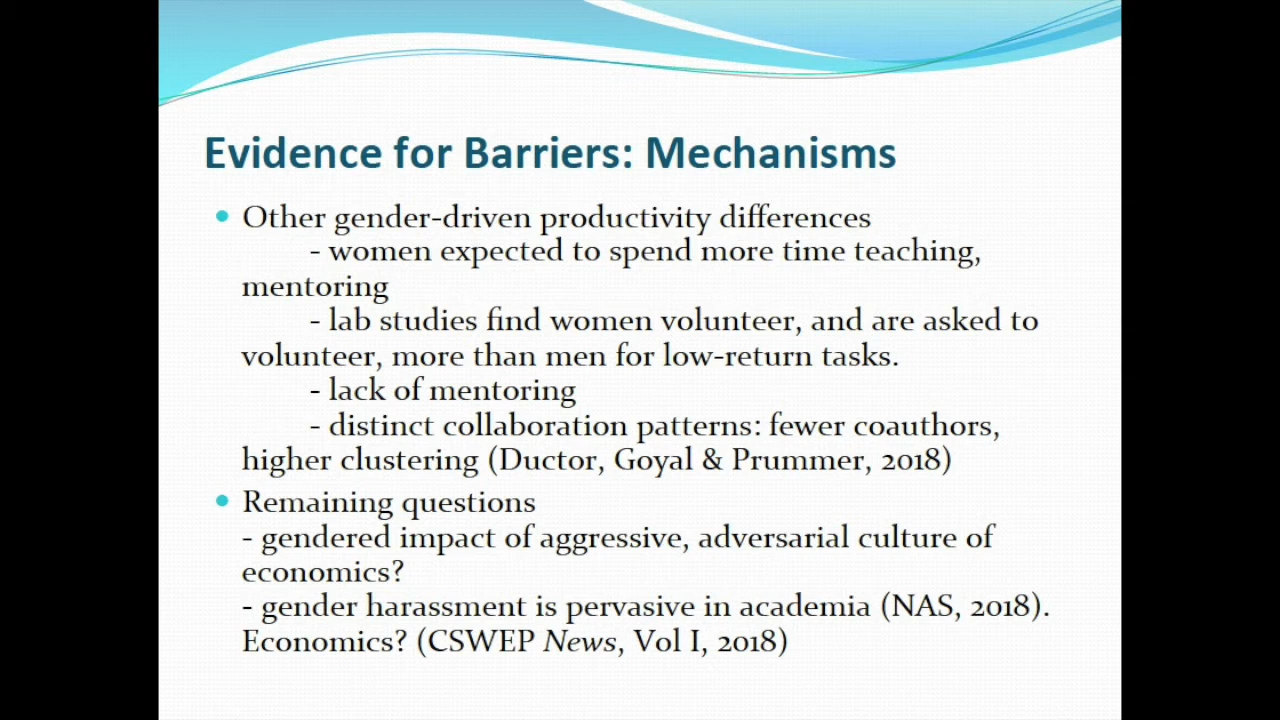 Evidence for Barriers: Mechanisms
Other gender-driven productivity differences
- women expected to spend more time teaching,
mentoring
- lab studies find women volunteer, and are asked to
volunteer, more than men for low-return tasks.
- lack of mentoring
- distinct collaboration patterns: fewer coauthors,
higher clustering (Ductor, Goyal & Prummer, 2018)
Remaining questions
- gendered impact of aggressive, adversarial culture of
economics?
- gender harassment is pervasive in academia (NAS, 2018).
Economics? (CSWEP News, Vol I, 2018)